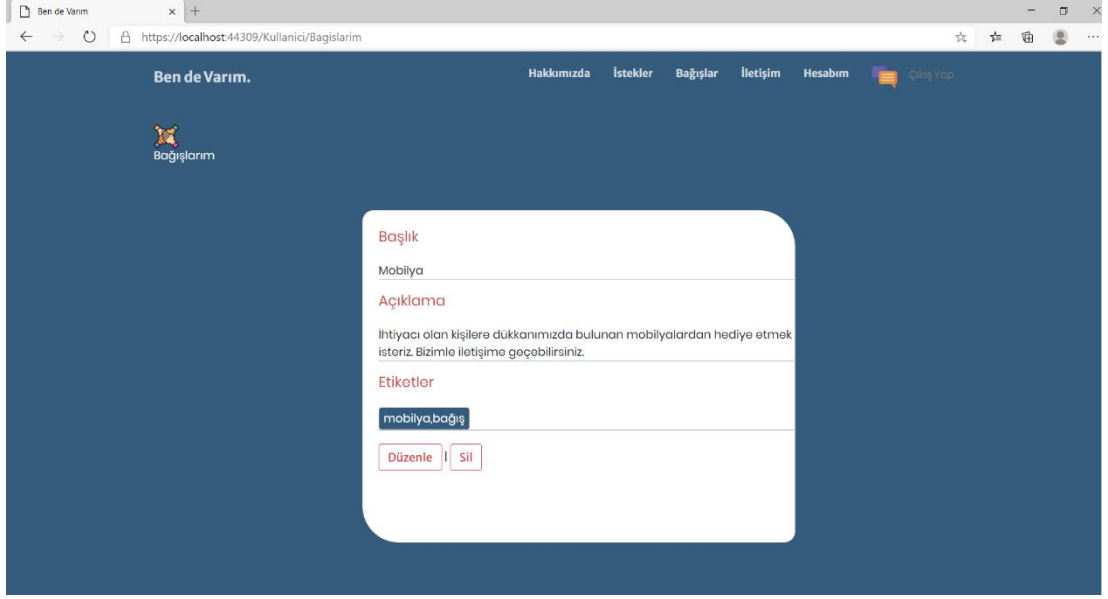 Ben de Varım
https://localhost:44309/Kullanici/Bagislarim
Ben de Varım.
Hakkımızda İstekler Bağışlar İletişim Hesabım Çıkış Yap
Bağışlarım
Başlık
Mobilya
Açıklama
İhtiyacı olan kişilere dükkanımızda bulunan mobilyalardan hediye etmek
isteriz. Bizimle iletişime geçebilirsiniz.
Etiketler
mobilya,bağış
Düzenle | Sil